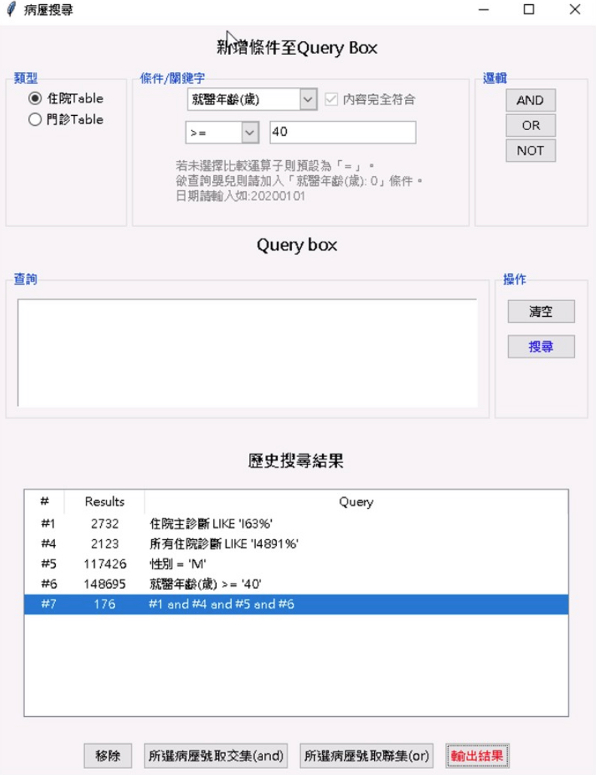 病歷搜尋
新增條件至Query Box
類型
條件/關鍵字
邏輯
住院Table
就醫年齡(歲)
內容完全符合
AND
門診Table
OR
>=
40
NOT
若未選擇比較運算子則預設為「=」。
欲查詢嬰兒則請加入「就醫年齡(歲): 0」條件。
日期請輸入如:20200101
Query box
查詢
操作
清空
搜尋
歷史搜尋結果
# Results Query
#1 2732 住院主診斷 LIKE 'I63%'
#4 2123 所有住院診斷 LIKE 'I4891%'
#5 117426 性別 = 'M'
#6 148695 就醫年齡(歲) >= '40'
#7 176 #1 and #4 and #5 and #6
移除 所選病歷號取交集(and) 所選病歷號取聯集(or) 輸出結果